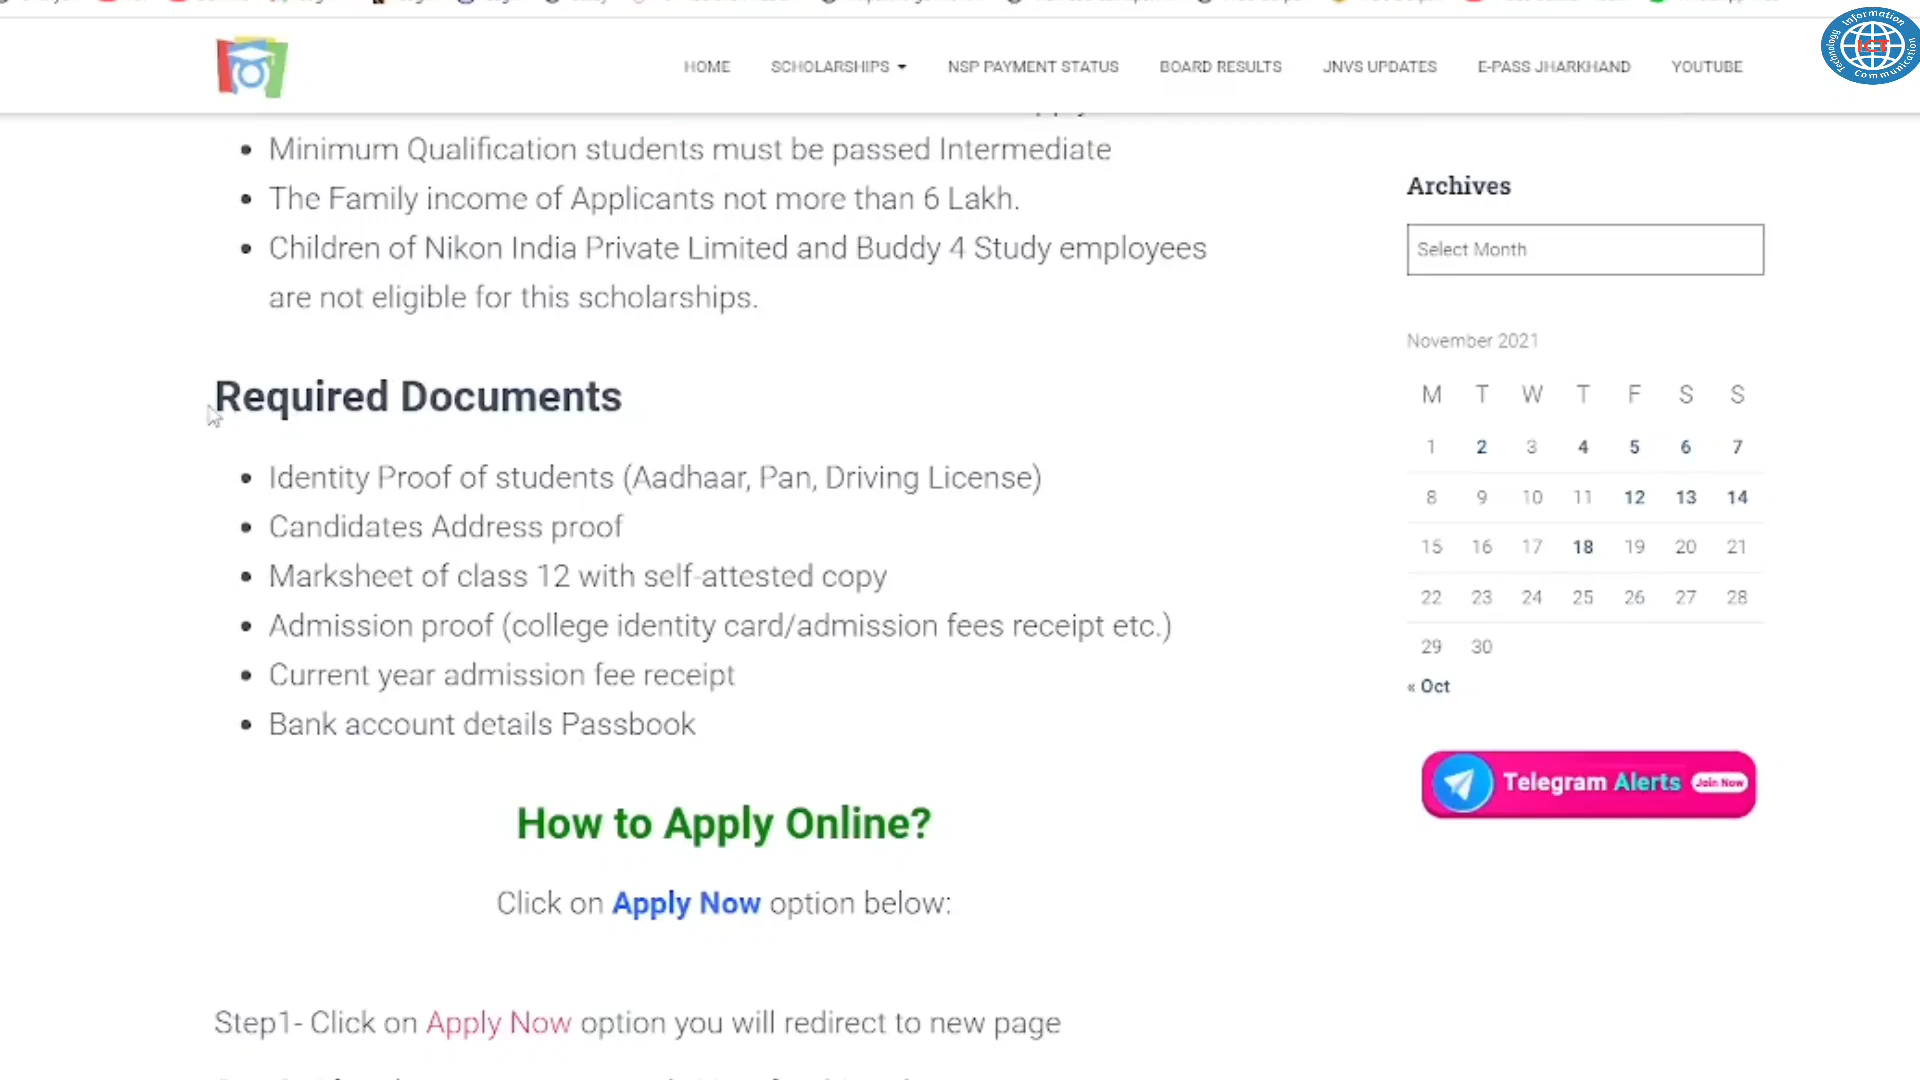 HOME SCHOLARSHIPS NSP PAYMENT STATUS BOARD RESULTS JNVS UPDATES E-PASS JHARKHAND YOUTUBE
Information
ICT
Communication
Technology
Minimum Qualification students must be passed Intermediate
The Family income of Applicants not more than 6 Lakh.
Children of Nikon India Private Limited and Buddy 4 Study employees
are not eligible for this scholarships.
Required Documents
Identity Proof of students (Aadhaar, Pan, Driving License)
Candidates Address proof
Marksheet of class 12 with self-attested copy
Admission proof (college identity card/admission fees receipt etc.)
Current year admission fee receipt
Bank account details Passbook
How to Apply Online?
Click on Apply Now option below:
Step1- Click on Apply Now option you will redirect to new page
Archives
Select Month
November 2021
M T W T F S S
1 2 3 4 5 6 7
8 9 10 11 12 13 14
15 16 17 18 19 20 21
22 23 24 25 26 27 28
29 30
« Oct
Telegram Alerts Join Now